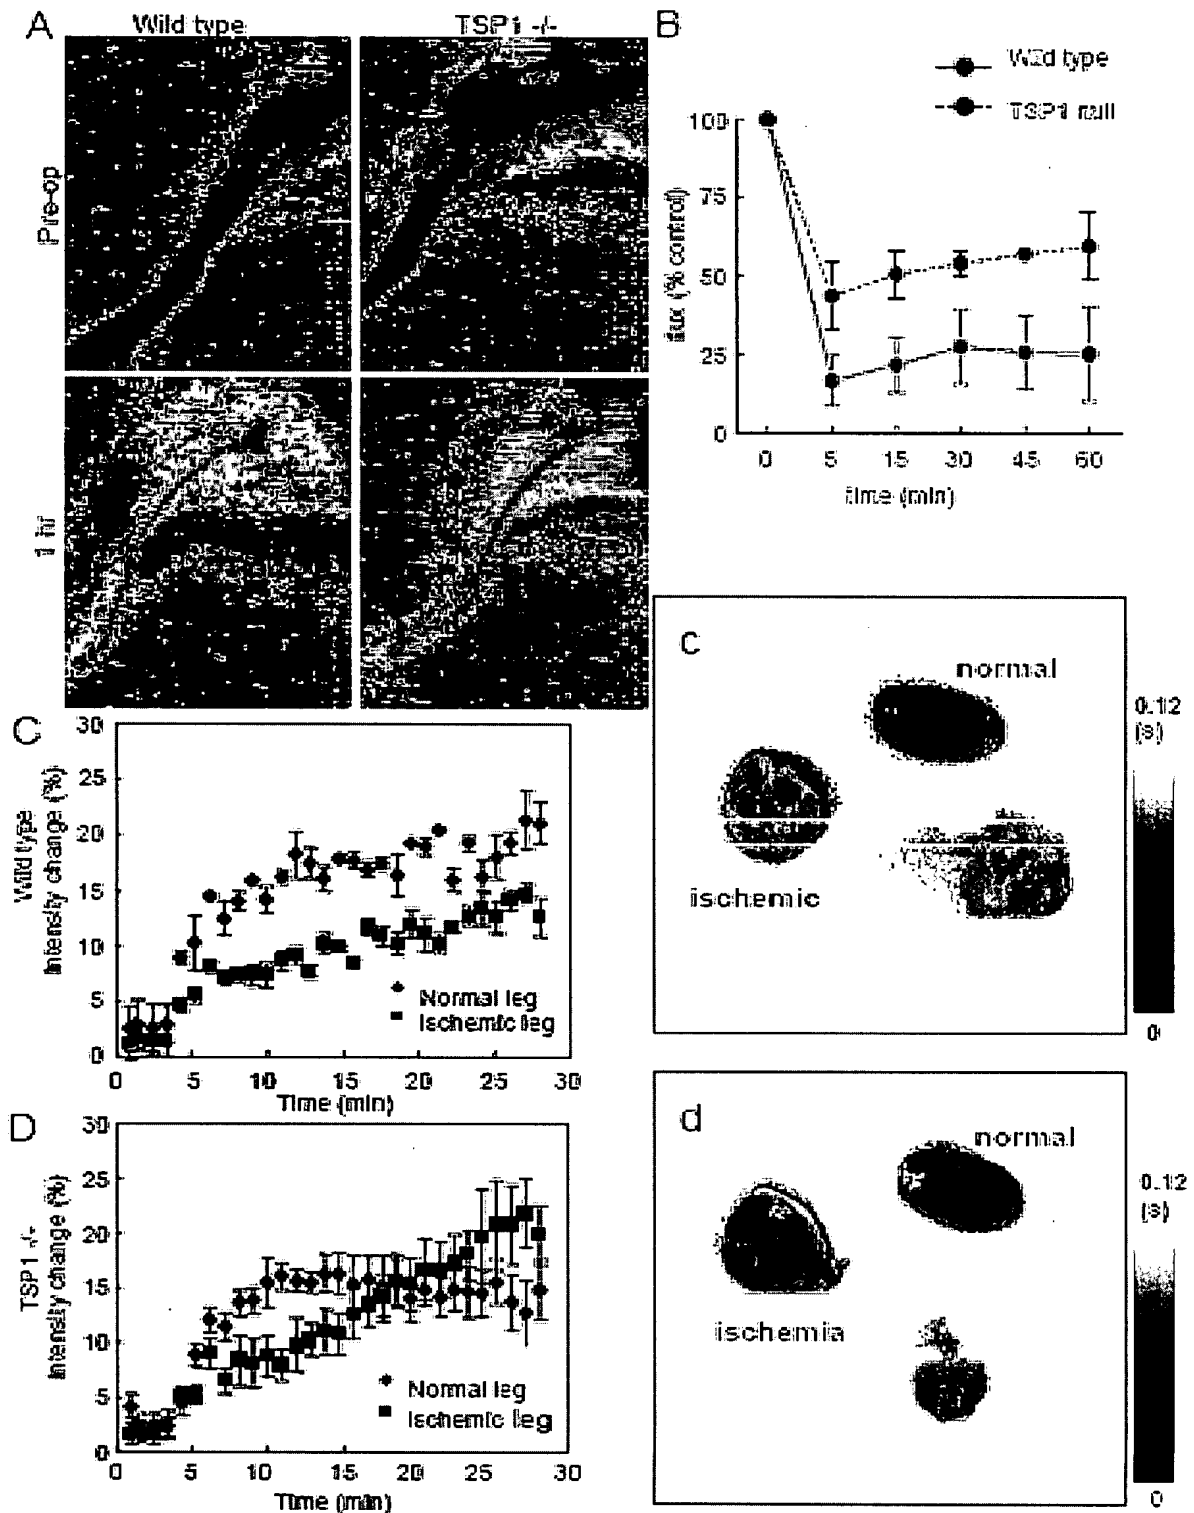 A
Wild type
TSP1 -/-
Pre-op
1 hr
B
Wild type
TSP1 null
100
75
50
25
0
flux (% control)
0 5 15 30 45 60
time (min)
C
30
25
20
15
10
5
0
Wild type
Intensity change (%)
Normal leg
Ischemic leg
0 5 10 15 20 25 30
Time (min)
c
normal
ischemic
0.12
(s)
0
D
30
25
20
15
10
5
0
TSP1 -/-
Intensity change (%)
Normal leg
Ischemic leg
0 5 10 15 20 25 30
Time (min)
d
normal
ischemia
0.12
(s)
0